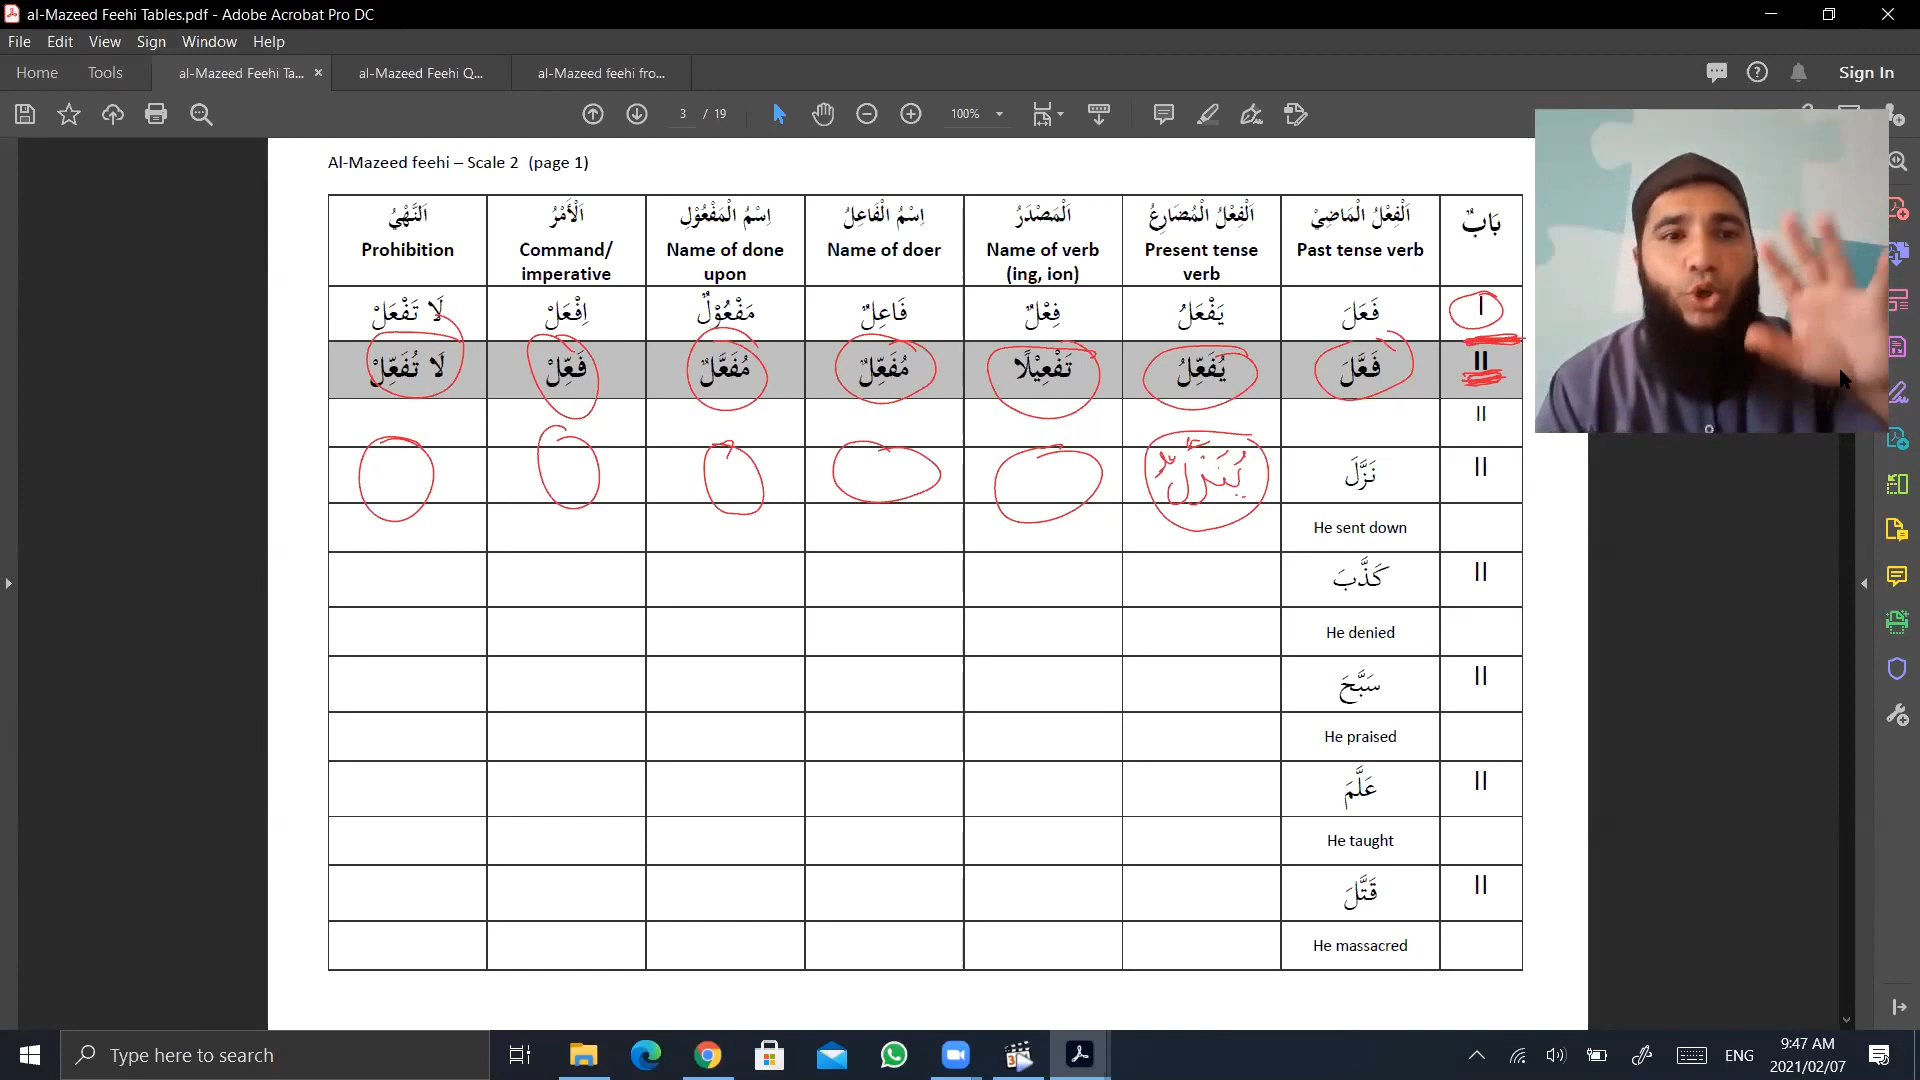 al-Mazeed Feehi Tables.pdf - Adobe Acrobat Pro DC
File Edit View Sign Window Help
Home Tools al-Mazeed Feehi Ta... × al-Mazeed Feehi Q... al-Mazeed feehi fro... Sign In
3 / 19 100%
Al-Mazeed feehi – Scale 2 (page 1)
بَابٌ اَلْفِعْلُ الْمَاضِيْ اَلْفِعْلُ الْمُضَارِعُ اَلْمَصْدَرُ اِسْمُ الْفَاعِلُ اِسْمُ الْمَفْعُوْلِ اَلْأَمْرُ اَلنَّهْيُ
Prohibition Command/ Name of done Name of doer Name of verb Present tense Past tense verb
imperative upon (ing, ion) verb
I فَعَلَ يَفْعَلُ فِعْلٌ فَاعِلٌ مَفْعُوْلٌ اِفْعَلْ لَا تَفْعَلْ
II فَعَّلَ يُفَعِّلُ تَفْعِيْلًا مُفَعِّلٌ مُفَعَّلٌ فَعِّلْ لَا تُفَعِّلْ
II
II نَزَّلَ يُنَزِّلُ
He sent down
II كَذَّبَ
He denied
II سَبَّحَ
He praised
II عَلَّمَ
He taught
II قَتَّلَ
He massacred
Type here to search ENG 9:47 AM
2021/02/07